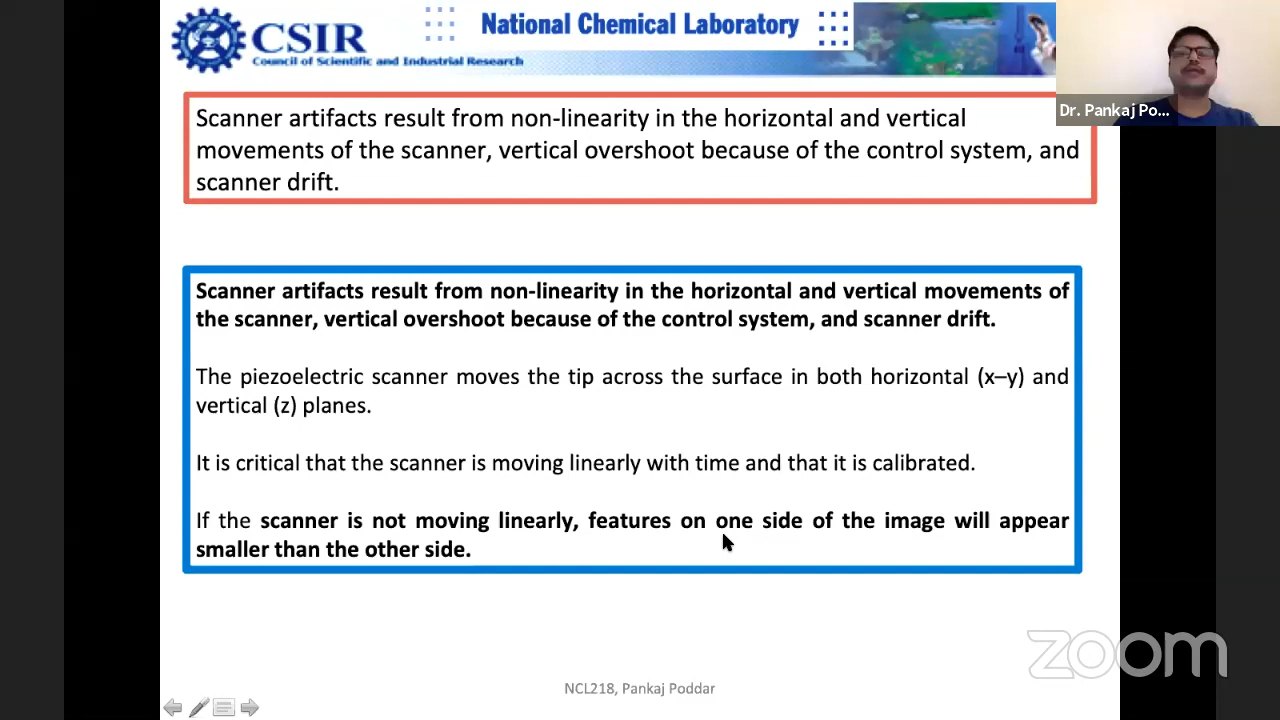 CSIR
Council of Scientific and Industrial Research
National Chemical Laboratory
Dr. Pankaj Po...
Scanner artifacts result from non-linearity in the horizontal and vertical
movements of the scanner, vertical overshoot because of the control system, and
scanner drift.
Scanner artifacts result from non-linearity in the horizontal and vertical movements of
the scanner, vertical overshoot because of the control system, and scanner drift.
The piezoelectric scanner moves the tip across the surface in both horizontal (x–y) and
vertical (z) planes.
It is critical that the scanner is moving linearly with time and that it is calibrated.
If the scanner is not moving linearly, features on one side of the image will appear
smaller than the other side.
zoom
NCL218, Pankaj Poddar